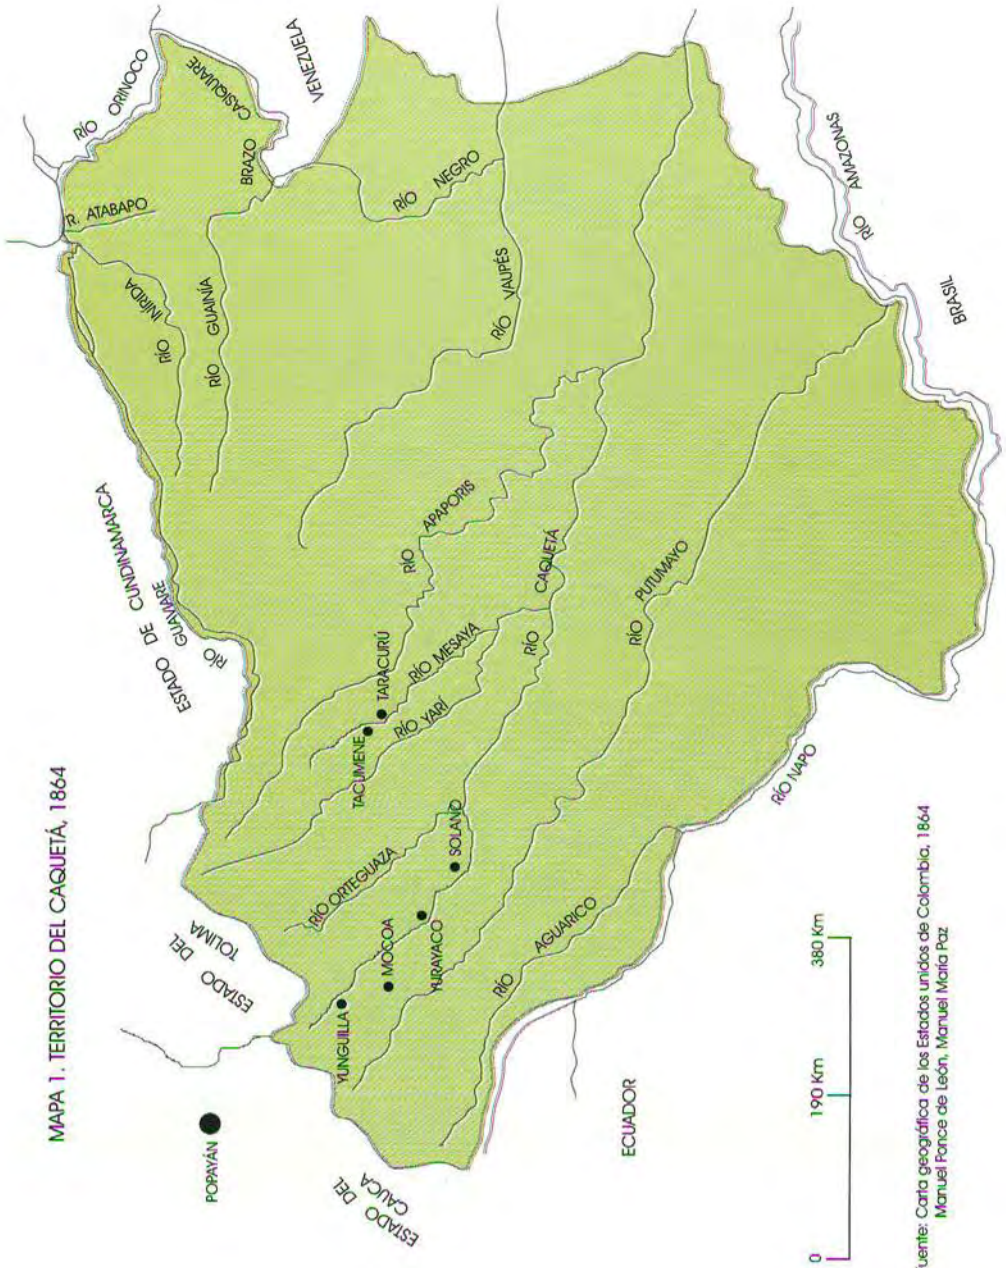 MAPA 1. TERRITORIO DEL CAQUETÁ, 1864
POPAYÁN
ESTADO DEL
CAUCA
ESTADO DEL
TOLIMA
ESTADO DE CUNDINAMARCA
RÍO
GUAVIARE
R. ATABAPO
RÍO ORINOCO
BRAZO
CASIQUIARE
VENEZUELA
RÍO
INÍRIDA
RÍO
GUAINÍA
RÍO
NEGRO
RÍO
VAUPÉS
RÍO
APAPORIS
TARACURÚ
TACUMENE
RÍO MESAYA
RÍO YARÍ
RÍO
CAQUETÁ
RÍO ORTEGUAZA
SOLANO
YURAYACO
MOCOA
YUNGUILLA
RÍO
PUTUMAYO
RÍO
AGUARICO
RÍO NAPO
RÍO
AMAZONAS
BRASIL
ECUADOR
0
190 Km
380 Km
uente: Carta geográfica de los Estados unidos de Colombia, 1864
Manuel Ponce de León, Manuel María Paz